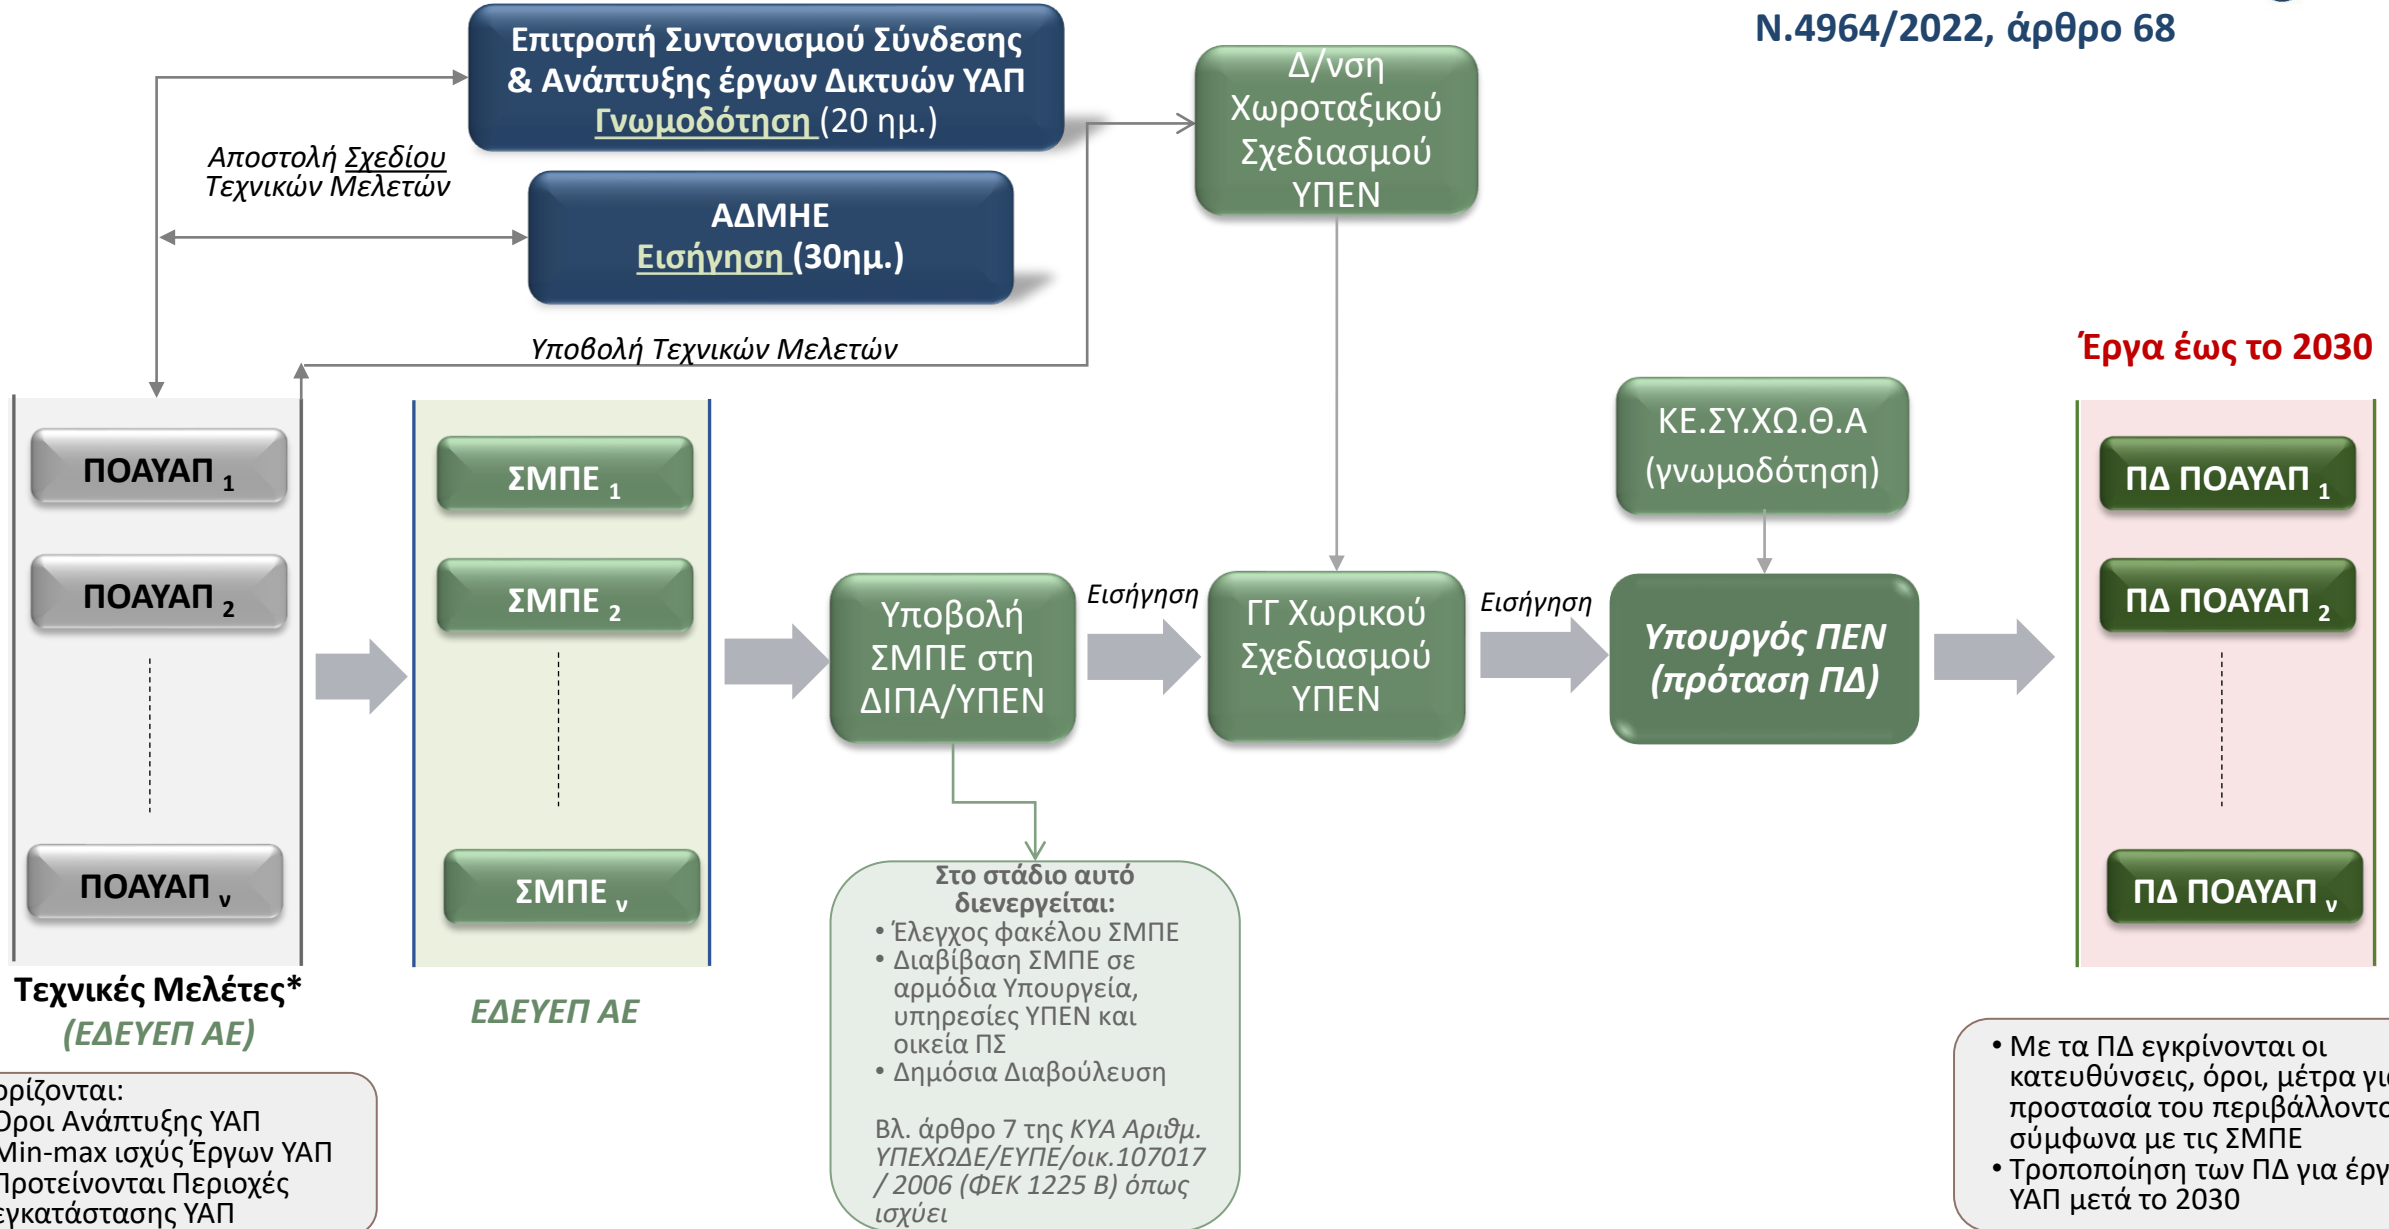 Ν.4964/2022, άρθρο 68
Επιτροπή Συντονισμού Σύνδεσης
& Ανάπτυξης έργων Δικτυών ΥΑΠ
Γνωμοδότηση (20 ημ.)
Δ/νση
Χωροταξικού
Σχεδιασμού
ΥΠΕΝ
Αποστολή Σχεδίου
Τεχνικών Μελετών
ΑΔΜΗΕ
Εισήγηση (30ημ.)
Υποβολή Τεχνικών Μελετών
Έργα έως το 2030
ΠΟΑΥΑΠ 1
ΠΟΑΥΑΠ 2
ΠΟΑΥΑΠ ν
Τεχνικές Μελέτες*
(ΕΔΕΥΕΠ ΑΕ)
ΣΜΠΕ 1
ΣΜΠΕ 2
ΣΜΠΕ ν
ΕΔΕΥΕΠ ΑΕ
Υποβολή
ΣΜΠΕ στη
ΔΙΠΑ/ΥΠΕΝ
Εισήγηση
ΓΓ Χωρικού
Σχεδιασμού
ΥΠΕΝ
Εισήγηση
ΚΕ.ΣΥ.ΧΩ.Θ.Α
(γνωμοδότηση)
Υπουργός ΠΕΝ
(πρόταση ΠΔ)
ΠΔ ΠΟΑΥΑΠ 1
ΠΔ ΠΟΑΥΑΠ 2
ΠΔ ΠΟΑΥΑΠ ν
Στο στάδιο αυτό
διενεργείται:
• Έλεγχος φακέλου ΣΜΠΕ
• Διαβίβαση ΣΜΠΕ σε
αρμόδια Υπουργεία,
υπηρεσίες ΥΠΕΝ και
οικεία ΠΣ
• Δημόσια Διαβούλευση
Βλ. άρθρο 7 της ΚΥΑ Αριθμ.
ΥΠΕΧΩΔΕ/ΕΥΠΕ/οικ.107017
/ 2006 (ΦΕΚ 1225 Β) όπως
ισχύει
ορίζονται:
Όροι Ανάπτυξης ΥΑΠ
Min-max ισχύς Έργων ΥΑΠ
Προτείνονται Περιοχές
εγκατάστασης ΥΑΠ
• Με τα ΠΔ εγκρίνονται οι
κατευθύνσεις, όροι, μέτρα για
προστασία του περιβάλλοντο
σύμφωνα με τις ΣΜΠΕ
• Τροποποίηση των ΠΔ για έργ
ΥΑΠ μετά το 2030